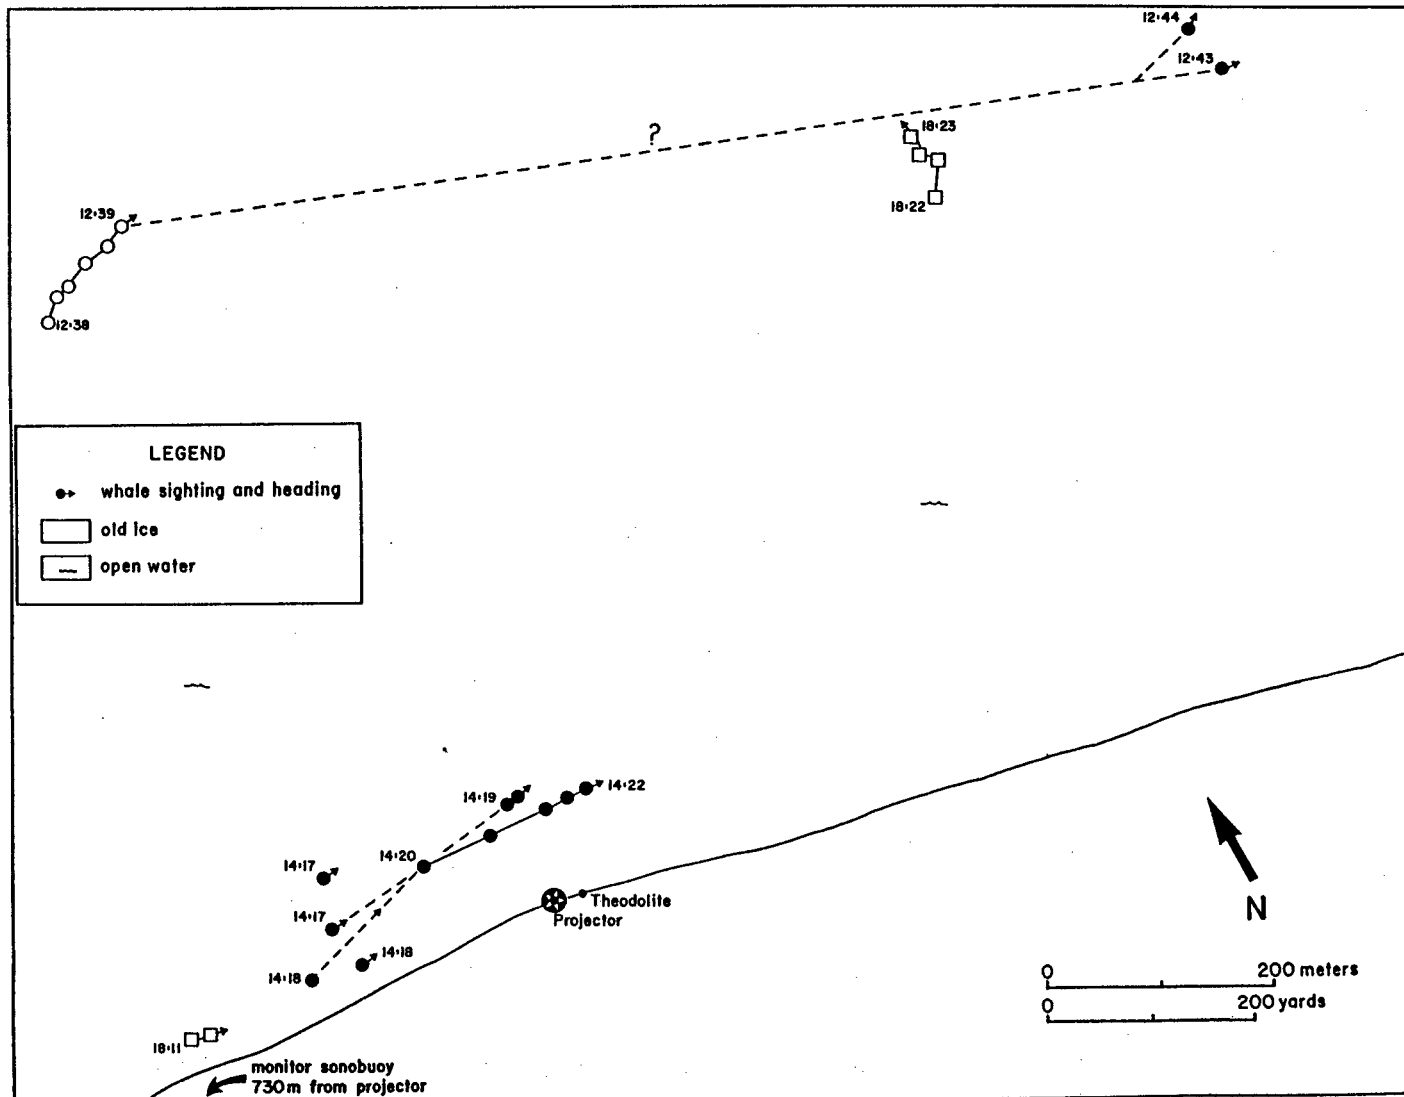 12:44
12:43
?
18:23
18:22
12:39
12:38
LEGEND
whale sighting and heading
old ice
open water
14:19
14:22
14:20
14:17
14:17
14:18
14:18
Theodolite
Projector
N
0 200 meters
0 200 yards
18:11
monitor sonobuoy
730m from projector